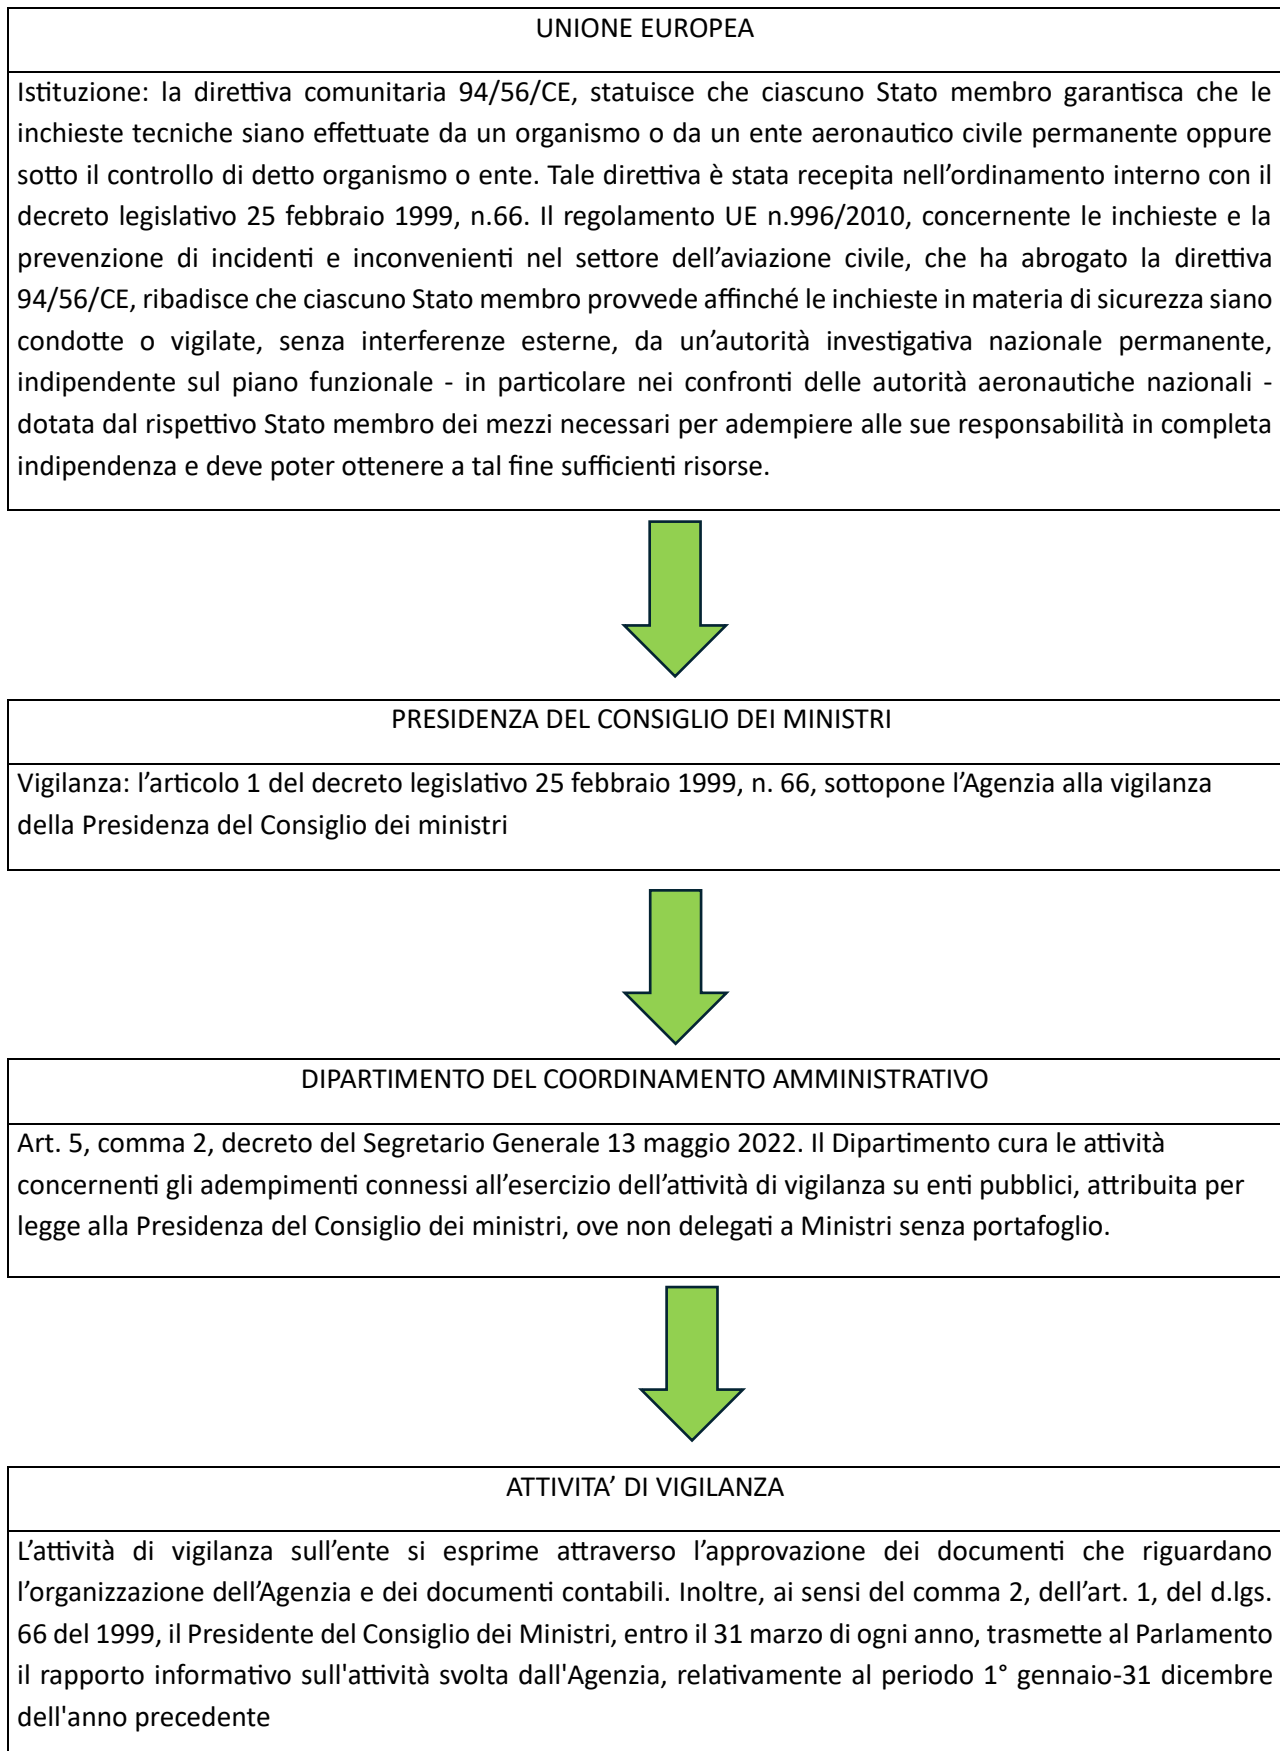 UNIONE EUROPEA
Istituzione: la direttiva comunitaria 94/56/CE, statuisce che ciascuno Stato membro garantisca che le
inchieste tecniche siano effettuate da un organismo o da un ente aeronautico civile permanente oppure
sotto il controllo di detto organismo o ente. Tale direttiva è stata recepita nell’ordinamento interno con il
decreto legislativo 25 febbraio 1999, n.66. Il regolamento UE n.996/2010, concernente le inchieste e la
prevenzione di incidenti e inconvenienti nel settore dell’aviazione civile, che ha abrogato la direttiva
94/56/CE, ribadisce che ciascuno Stato membro provvede affinché le inchieste in materia di sicurezza siano
condotte o vigilate, senza interferenze esterne, da un’autorità investigativa nazionale permanente,
indipendente sul piano funzionale - in particolare nei confronti delle autorità aeronautiche nazionali -
dotata dal rispettivo Stato membro dei mezzi necessari per adempiere alle sue responsabilità in completa
indipendenza e deve poter ottenere a tal fine sufficienti risorse.
PRESIDENZA DEL CONSIGLIO DEI MINISTRI
Vigilanza: l’articolo 1 del decreto legislativo 25 febbraio 1999, n. 66, sottopone l’Agenzia alla vigilanza
della Presidenza del Consiglio dei ministri
DIPARTIMENTO DEL COORDINAMENTO AMMINISTRATIVO
Art. 5, comma 2, decreto del Segretario Generale 13 maggio 2022. Il Dipartimento cura le attività
concernenti gli adempimenti connessi all’esercizio dell’attività di vigilanza su enti pubblici, attribuita per
legge alla Presidenza del Consiglio dei ministri, ove non delegati a Ministri senza portafoglio.
ATTIVITA’ DI VIGILANZA
L’attività di vigilanza sull’ente si esprime attraverso l’approvazione dei documenti che riguardano
l’organizzazione dell’Agenzia e dei documenti contabili. Inoltre, ai sensi del comma 2, dell’art. 1, del d.lgs.
66 del 1999, il Presidente del Consiglio dei Ministri, entro il 31 marzo di ogni anno, trasmette al Parlamento
il rapporto informativo sull'attività svolta dall'Agenzia, relativamente al periodo 1° gennaio-31 dicembre
dell'anno precedente